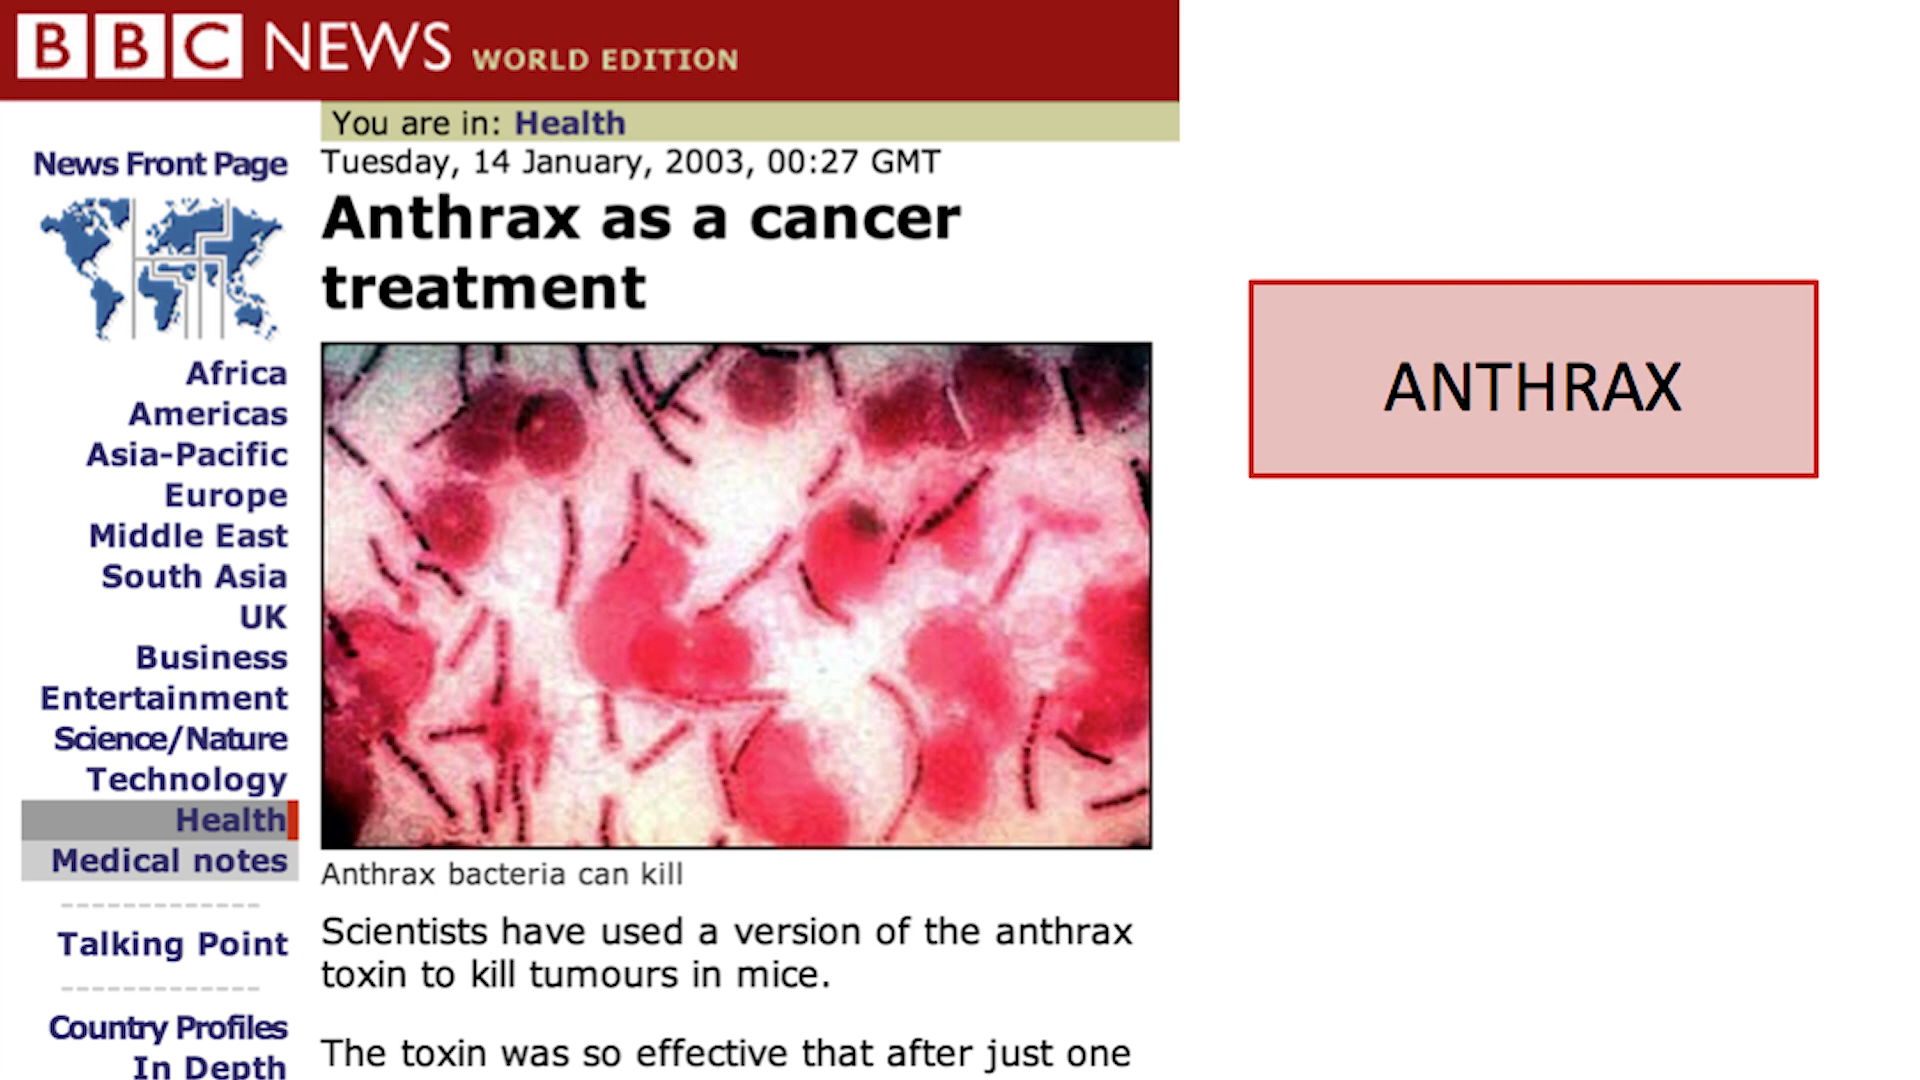 BBC NEWS WORLD EDITION
You are in: Health
News Front Page
Africa
Americas
Asia-Pacific
Europe
Middle East
South Asia
UK
Business
Entertainment
Science/Nature
Technology
Health
Medical notes
-------------
Talking Point
-------------
Country Profiles
In Depth
Tuesday, 14 January, 2003, 00:27 GMT
Anthrax as a cancer
treatment
Anthrax bacteria can kill
Scientists have used a version of the anthrax
toxin to kill tumours in mice.
The toxin was so effective that after just one
ANTHRAX